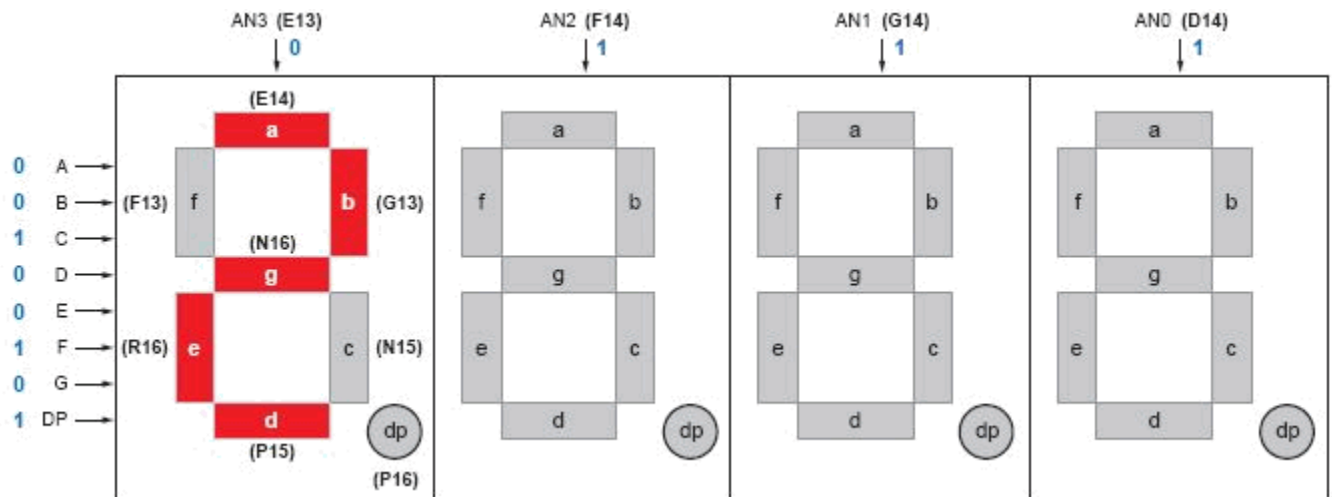 AN3 (E13) AN2 (F14) AN1 (G14) AN0 (D14)
0 1 1 1
(E14)
a a a a
0 A
0 B (F13) f b (G13) f b f b f b
1 C
(N16)
0 D g g g g
0 E
1 F (R16) e c (N15) e c e c e c
0 G
1 DP d dp d dp d dp d dp
(P15)
(P16)